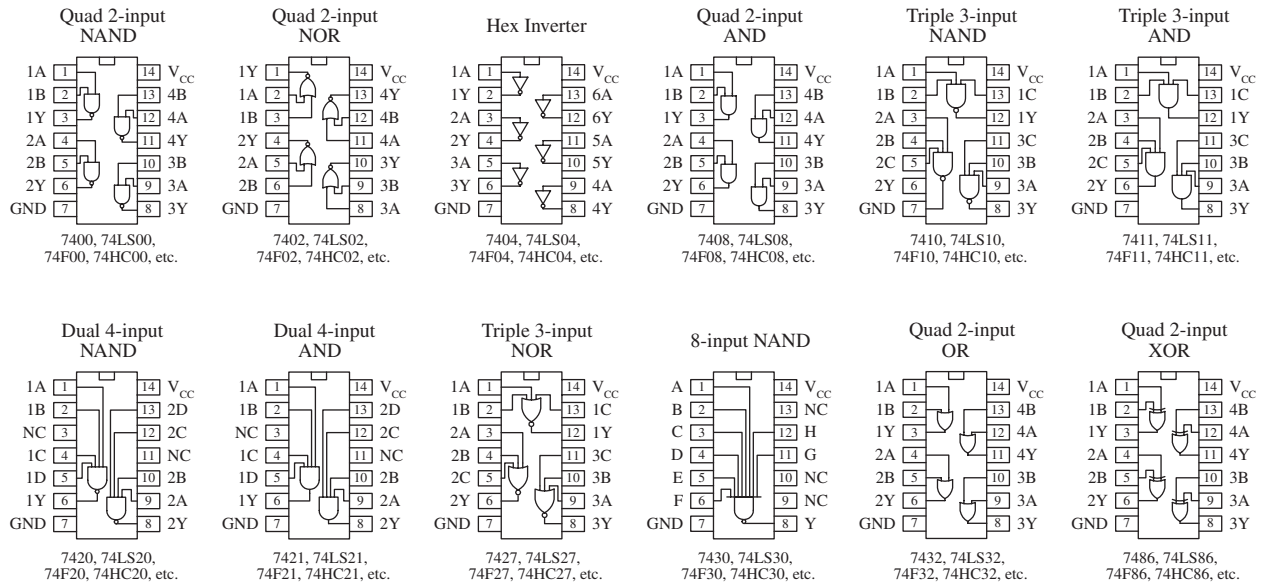 Quad 2-input
NAND
1A 1 14 VCC
1B 2 13 4B
1Y 3 12 4A
2A 4 11 4Y
2B 5 10 3B
2Y 6 9 3A
GND 7 8 3Y
7400, 74LS00,
74F00, 74HC00, etc.
Quad 2-input
NOR
1Y 1 14 VCC
1A 2 13 4Y
1B 3 12 4B
2Y 4 11 4A
2A 5 10 3Y
2B 6 9 3B
GND 7 8 3A
7402, 74LS02,
74F02, 74HC02, etc.
Hex Inverter
1A 1 14 VCC
1Y 2 13 6A
2A 3 12 6Y
2Y 4 11 5A
3A 5 10 5Y
3Y 6 9 4A
GND 7 8 4Y
7404, 74LS04,
74F04, 74HC04, etc.
Quad 2-input
AND
1A 1 14 VCC
1B 2 13 4B
1Y 3 12 4A
2A 4 11 4Y
2B 5 10 3B
2Y 6 9 3A
GND 7 8 3Y
7408, 74LS08,
74F08, 74HC08, etc.
Triple 3-input
NAND
1A 1 14 VCC
1B 2 13 1C
2A 3 12 1Y
2B 4 11 3C
2C 5 10 3B
2Y 6 9 3A
GND 7 8 3Y
7410, 74LS10,
74F10, 74HC10, etc.
Triple 3-input
AND
1A 1 14 VCC
1B 2 13 1C
2A 3 12 1Y
2B 4 11 3C
2C 5 10 3B
2Y 6 9 3A
GND 7 8 3Y
7411, 74LS11,
74F11, 74HC11, etc.
Dual 4-input
NAND
1A 1 14 VCC
1B 2 13 2D
NC 3 12 2C
1C 4 11 NC
1D 5 10 2B
1Y 6 9 2A
GND 7 8 2Y
7420, 74LS20,
74F20, 74HC20, etc.
Dual 4-input
AND
1A 1 14 VCC
1B 2 13 2D
NC 3 12 2C
1C 4 11 NC
1D 5 10 2B
1Y 6 9 2A
GND 7 8 2Y
7421, 74LS21,
74F21, 74HC21, etc.
Triple 3-input
NOR
1A 1 14 VCC
1B 2 13 1C
2A 3 12 1Y
2B 4 11 3C
2C 5 10 3B
2Y 6 9 3A
GND 7 8 3Y
7427, 74LS27,
74F27, 74HC27, etc.
8-input NAND
A 1 14 VCC
B 2 13 NC
C 3 12 H
D 4 11 G
E 5 10 NC
F 6 9 NC
GND 7 8 Y
7430, 74LS30,
74F30, 74HC30, etc.
Quad 2-input
OR
1A 1 14 VCC
1B 2 13 4B
1Y 3 12 4A
2A 4 11 4Y
2B 5 10 3B
2Y 6 9 3A
GND 7 8 3Y
7432, 74LS32,
74F32, 74HC32, etc.
Quad 2-input
XOR
1A 1 14 VCC
1B 2 13 4B
1Y 3 12 4A
2A 4 11 4Y
2B 5 10 3B
2Y 6 9 3A
GND 7 8 3Y
7486, 74LS86,
74F86, 74HC86, etc.